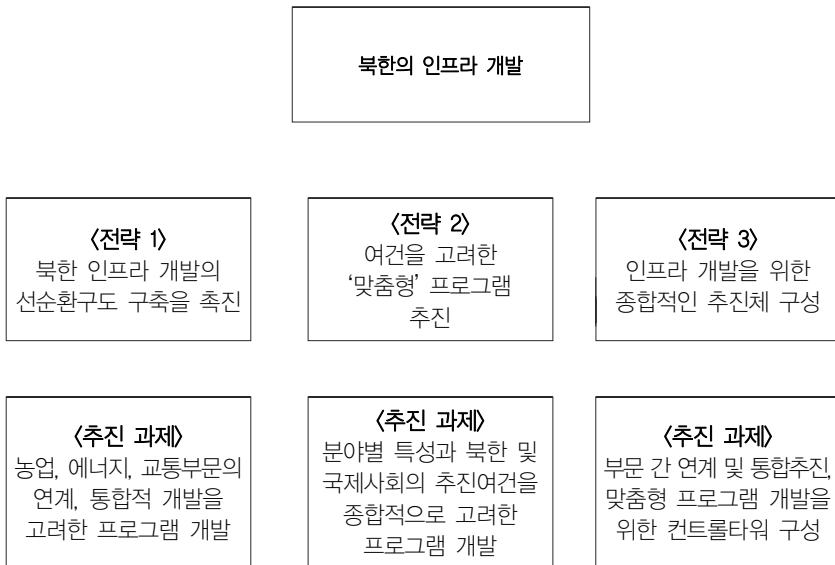 북한의 인프라 개발
〈전략 1〉
북한 인프라 개발의
선순환구도 구축을 촉진
〈전략 2〉
여건을 고려한
‘맞춤형’ 프로그램
추진
〈전략 3〉
인프라 개발을 위한
종합적인 추진체 구성
〈추진 과제〉
농업, 에너지, 교통부문의
연계, 통합적 개발을
고려한 프로그램 개발
〈추진 과제〉
분야별 특성과 북한 및
국제사회의 추진여건을
종합적으로 고려한
프로그램 개발
〈추진 과제〉
부문 간 연계 및 통합추진,
맞춤형 프로그램 개발을
위한 컨트롤타워 구성